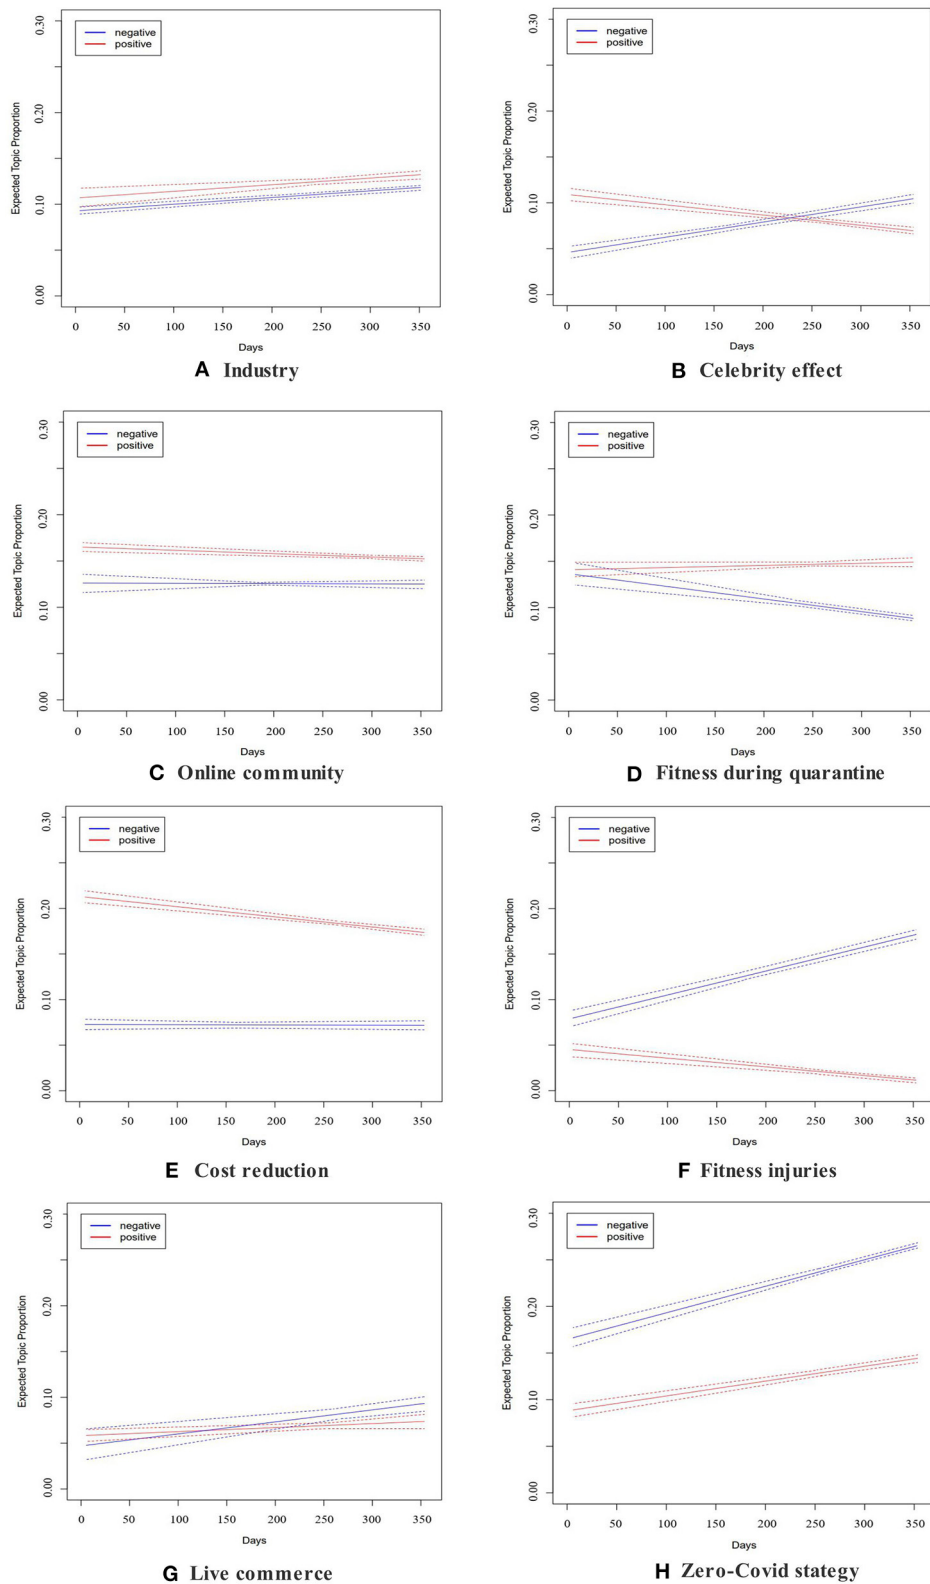 0.30
negative
positive
0.20
Expected Topic Proportion
0.10
0.00
0 50 100 150 200 250 300 350
Days
A Industry
0.30
negative
positive
0.20
Expected Topic Proportion
0.10
0.00
0 50 100 150 200 250 300 350
Days
B Celebrity effect
0.30
negative
positive
0.20
Expected Topic Proportion
0.10
0.00
0 50 100 150 200 250 300 350
Days
C Online community
0.30
negative
positive
0.20
Expected Topic Proportion
0.10
0.00
0 50 100 150 200 250 300 350
Days
D Fitness during quarantine
0.30
negative
positive
0.20
Expected Topic Proportion
0.10
0.00
0 50 100 150 200 250 300 350
Days
E Cost reduction
0.30
negative
positive
0.20
Expected Topic Proportion
0.10
0.00
0 50 100 150 200 250 300 350
Days
F Fitness injuries
0.30
negative
positive
0.20
Expected Topic Proportion
0.10
0.00
0 50 100 150 200 250 300 350
Days
G Live commerce
0.30
negative
positive
0.20
Expected Topic Proportion
0.10
0.00
0 50 100 150 200 250 300 350
Days
H Zero-Covid stategy